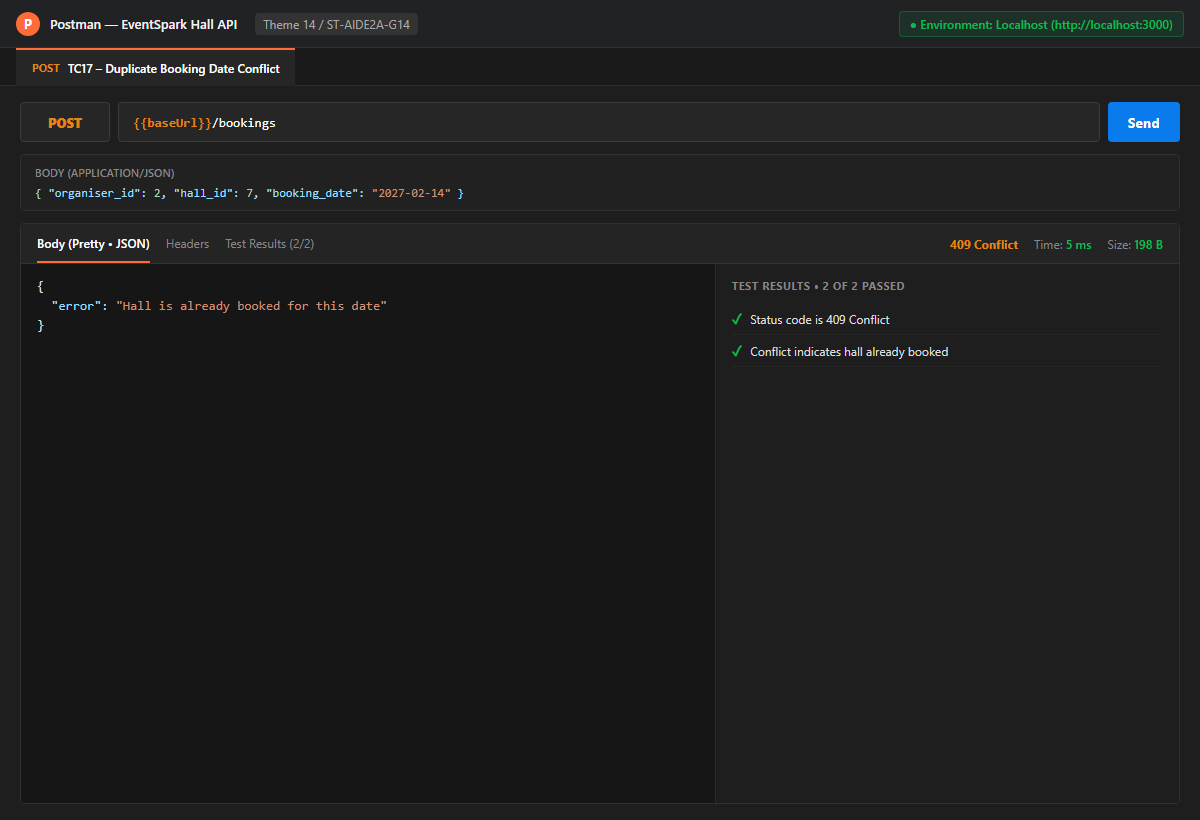 P Postman — EventSpark Hall API Theme 14 / ST-AIDE2A-G14 ● Environment: Localhost (http://localhost:3000)
POST TC17 – Duplicate Booking Date Conflict
POST {{baseUrl}}/bookings Send
BODY (APPLICATION/JSON)
{ "organiser_id": 2, "hall_id": 7, "booking_date": "2027-02-14" }
Body (Pretty • JSON) Headers Test Results (2/2) 409 Conflict Time: 5 ms Size: 198 B
{
"error": "Hall is already booked for this date"
}
TEST RESULTS • 2 OF 2 PASSED
✓ Status code is 409 Conflict
✓ Conflict indicates hall already booked